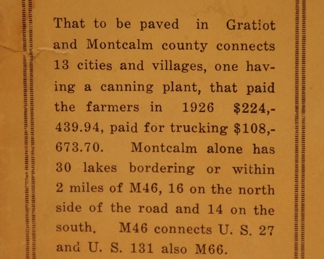 That to be paved in Gratiot
and Montcalm county connects
13 cities and villages, one hav-
ing a canning plant, that paid
the farmers in 1926 $224,-
439.94, paid for trucking $108,-
673.70. Montcalm alone has
30 lakes bordering or within
2 miles of M46, 16 on the north
side of the road and 14 on the
south. M46 connects U. S. 27
and U. S. 131 also M66.